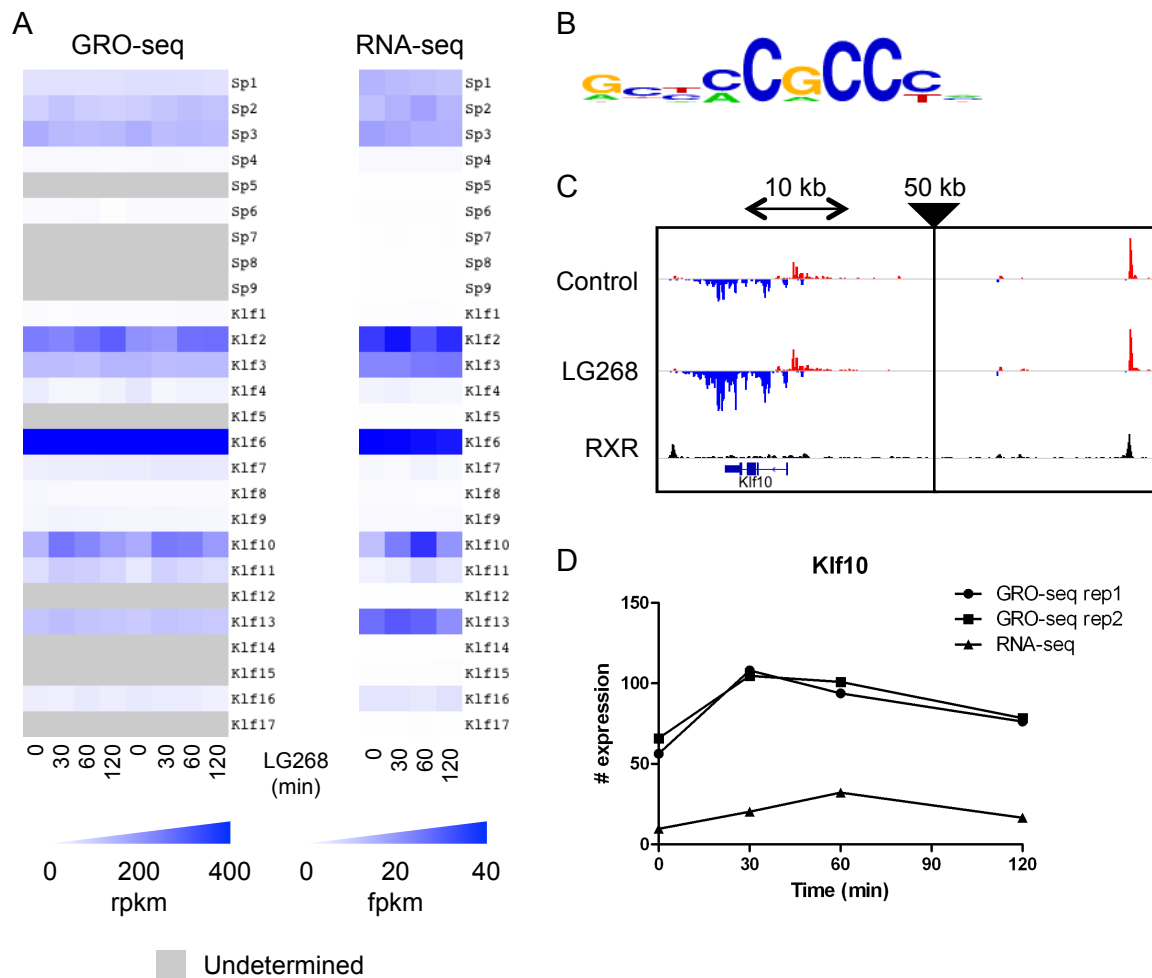 A
GRO-seq
RNA-seq
Sp1
Sp2
Sp3
Sp4
Sp5
Sp6
Sp7
Sp8
Sp9
Klf1
Klf2
Klf3
Klf4
Klf5
Klf6
Klf7
Klf8
Klf9
Klf10
Klf11
Klf12
Klf13
Klf14
Klf15
Klf16
Klf17
Sp1
Sp2
Sp3
Sp4
Sp5
Sp6
Sp7
Sp8
Sp9
Klf1
Klf2
Klf3
Klf4
Klf5
Klf6
Klf7
Klf8
Klf9
Klf10
Klf11
Klf12
Klf13
Klf14
Klf15
Klf16
Klf17
0 30 60 120 0 30 60 120
LG268
(min)
0 30 60 120
0 200 400
rpkm
0 20 40
fpkm
Undetermined
B
GCTCCGCCC
ACCAAT
C
10 kb
50 kb
Control
LG268
RXR
Klf10
D
Klf10
GRO-seq rep1
GRO-seq rep2
RNA-seq
# expression
150
100
50
0
0 30 60 90 120
Time (min)